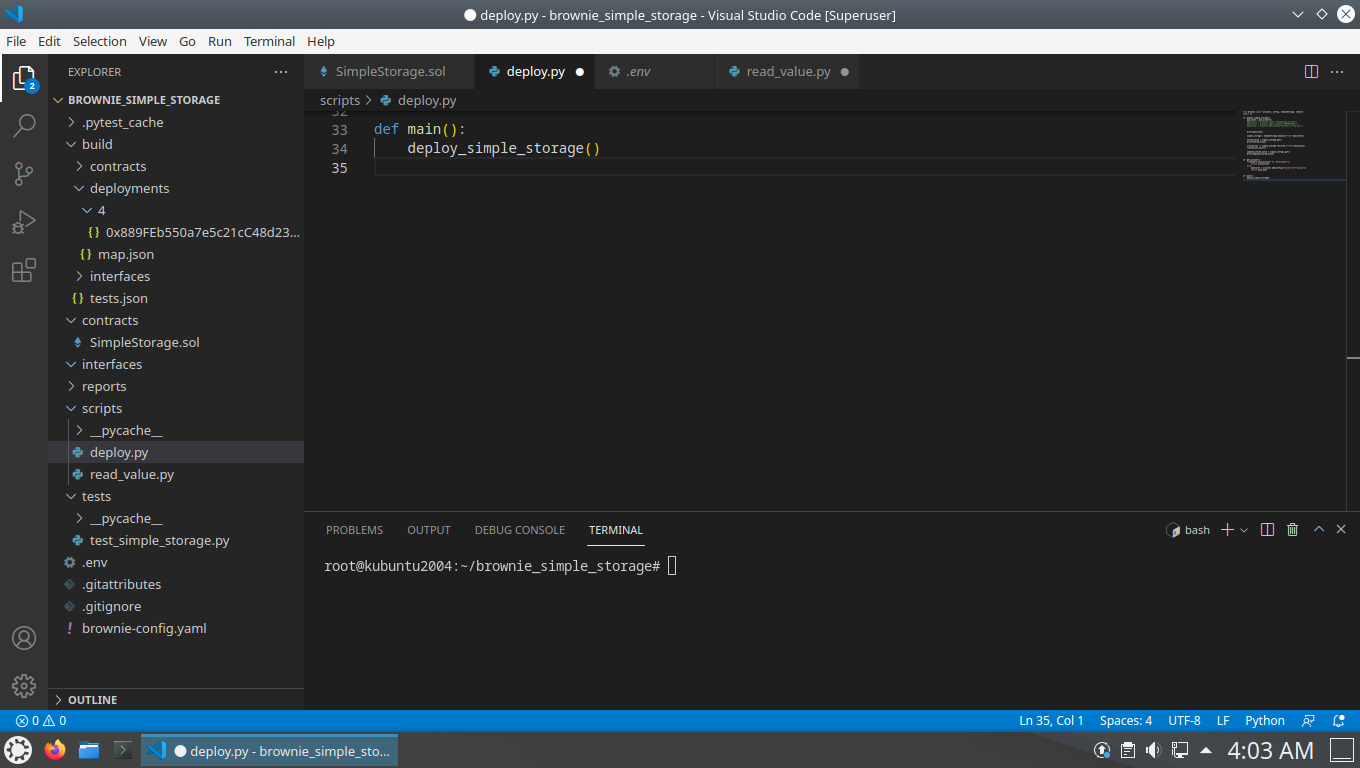 deploy.py - brownie_simple_storage - Visual Studio Code [Superuser]
File Edit Selection View Go Run Terminal Help
EXPLORER
SimpleStorage.sol deploy.py .env read_value.py
2
BROWNIE_SIMPLE_STORAGE
scripts deploy.py
.pytest_cache
build
contracts
deployments
4
{} 0x889FEb550a7e5c21cC48d23...
{} map.json
interfaces
{} tests.json
contracts
SimpleStorage.sol
interfaces
reports
scripts
__pycache__
deploy.py
read_value.py
tests
__pycache__
test_simple_storage.py
.env
.gitattributes
.gitignore
! brownie-config.yaml
OUTLINE
32
33 def main():
34 deploy_simple_storage()
35
PROBLEMS OUTPUT DEBUG CONSOLE TERMINAL
bash
root@kubuntu2004:~/brownie_simple_storage#
0 0
Ln 35, Col 1 Spaces: 4 UTF-8 LF Python
deploy.py - brownie_simple_sto...
4:03 AM